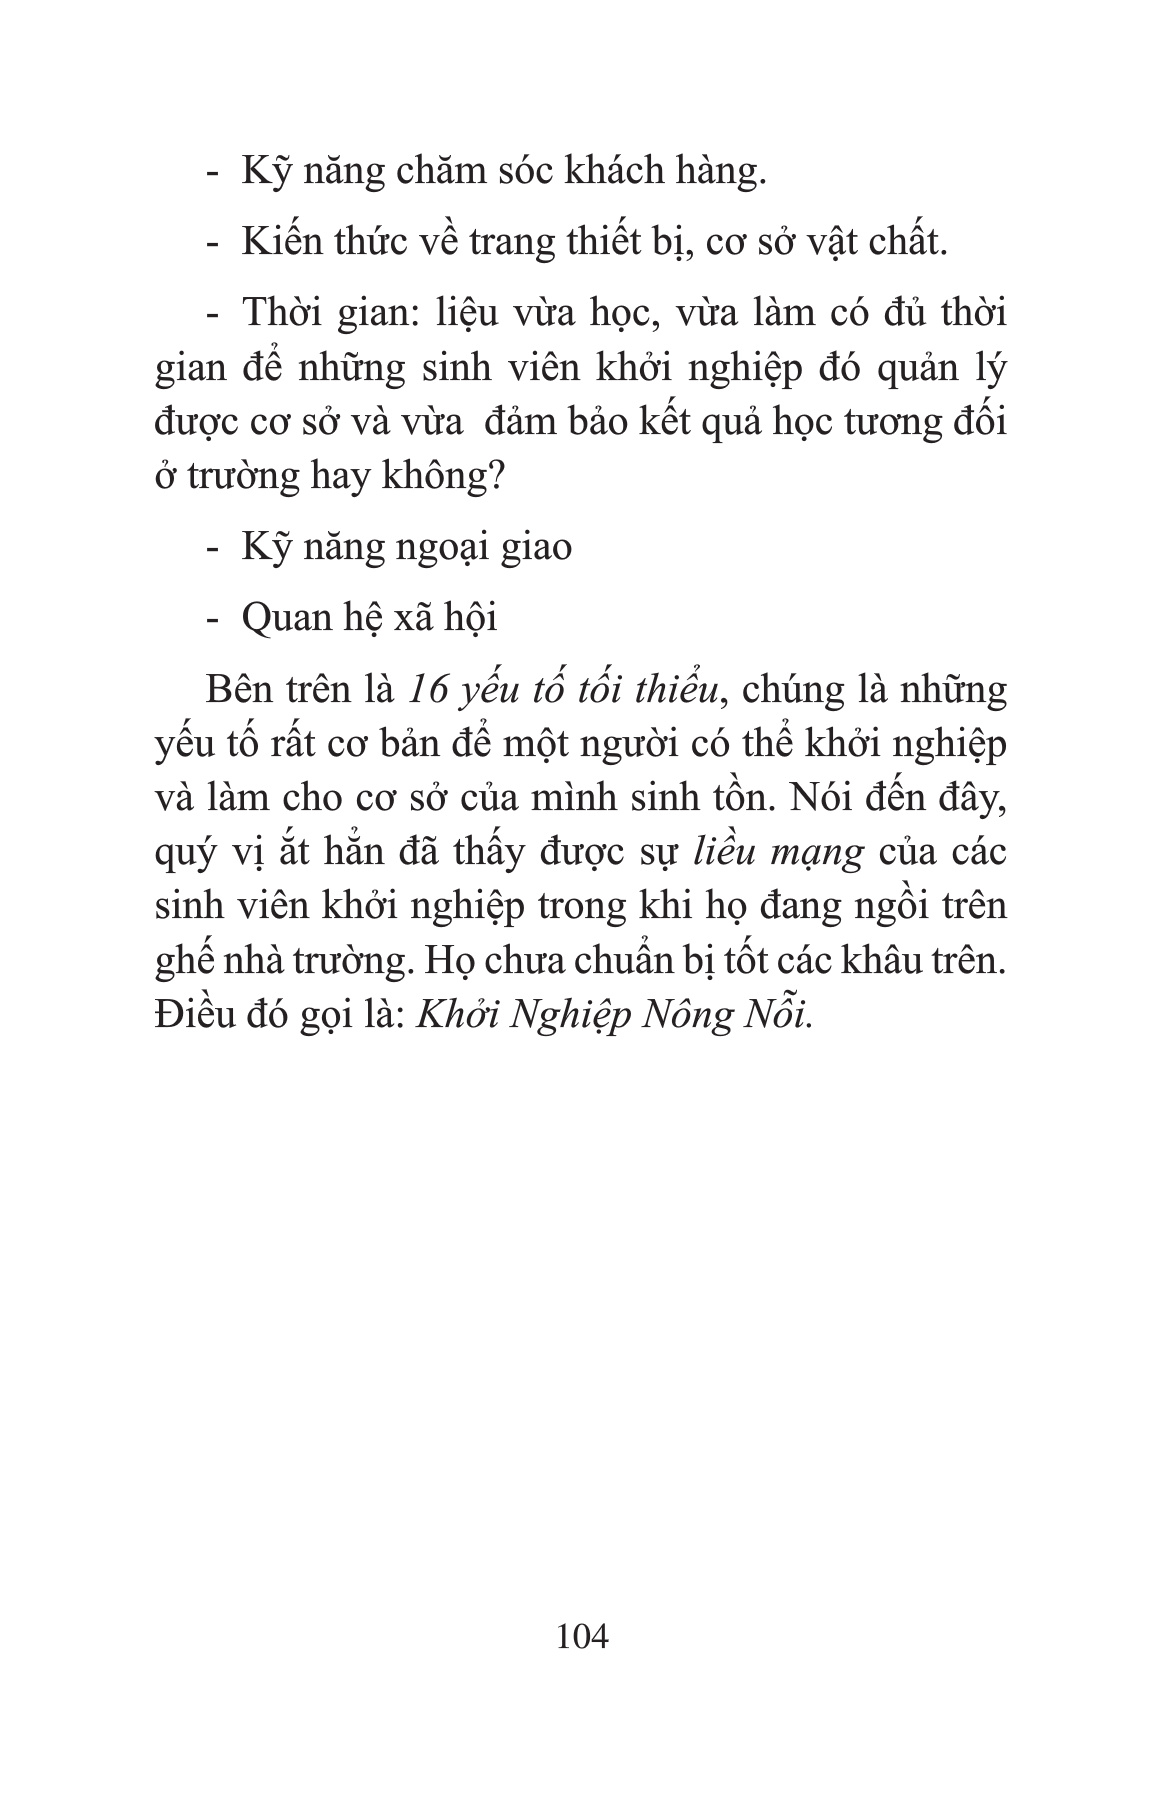 - Kỹ năng chăm sóc khách hàng.
- Kiến thức về trang thiết bị, cơ sở vật chất.
- Thời gian: liệu vừa học, vừa làm có đủ thời
gian để những sinh viên khởi nghiệp đó quản lý
được cơ sở và vừa  đảm bảo kết quả học tương đối
ở trường hay không?
- Kỹ năng ngoại giao
- Quan hệ xã hội
Bên trên là 16 yếu tố tối thiểu, chúng là những
yếu tố rất cơ bản để một người có thể khởi nghiệp
và làm cho cơ sở của mình sinh tồn. Nói đến đây,
quý vị ắt hẳn đã thấy được sự liều mạng của các
sinh viên khởi nghiệp trong khi họ đang ngồi trên
ghế nhà trường. Họ chưa chuẩn bị tốt các khâu trên.
Điều đó gọi là: Khởi Nghiệp Nông Nỗi.
104